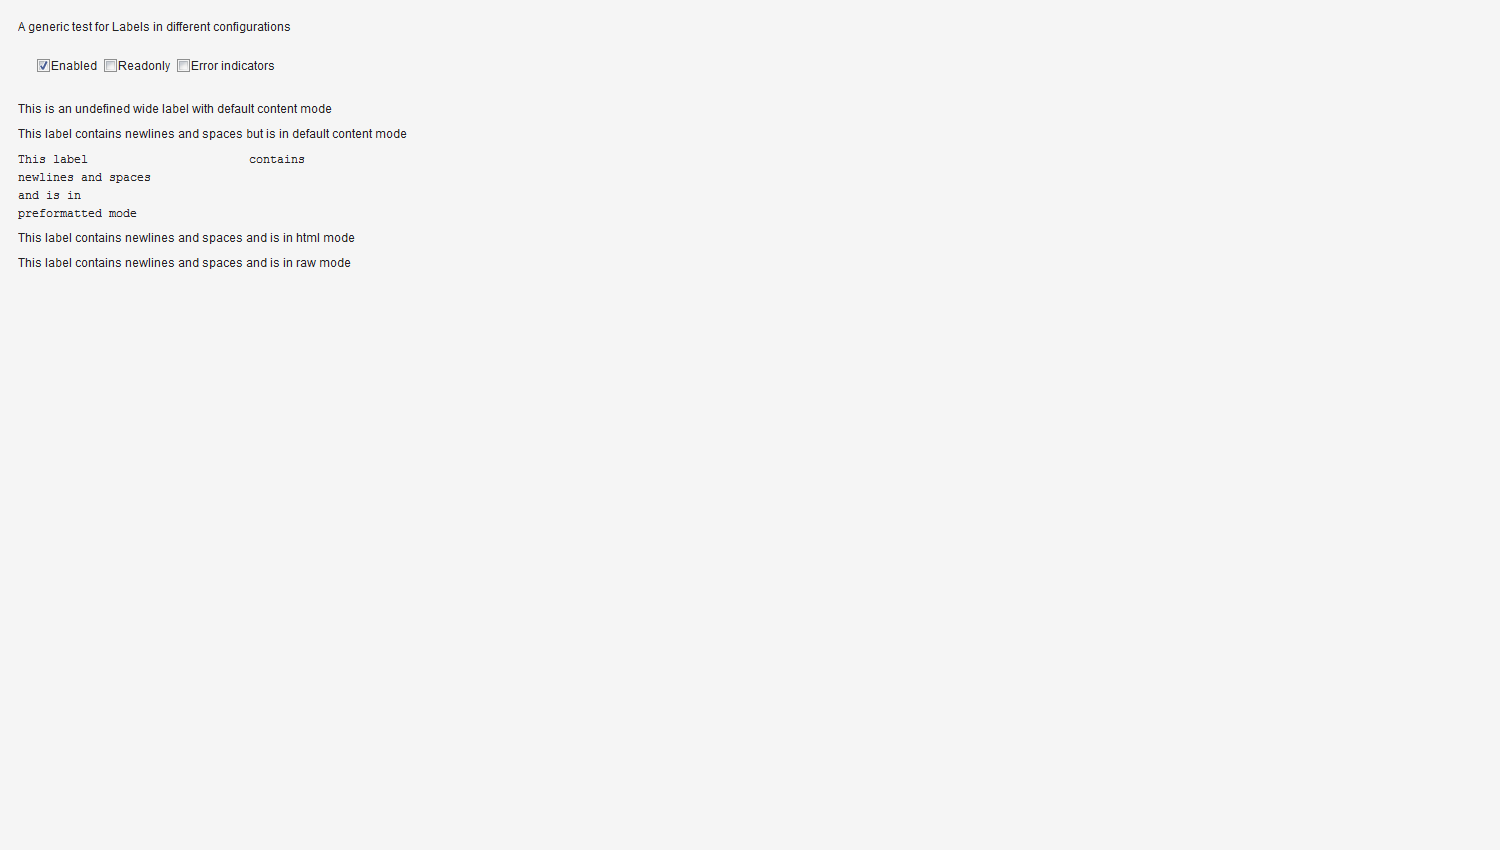 A generic test for Labels in different configurations
Enabled Readonly Error indicators
This is an undefined wide label with default content mode
This label contains newlines and spaces but is in default content mode
This label                       contains
newlines and spaces
and is in
preformatted mode
This label contains newlines and spaces and is in html mode
This label contains newlines and spaces and is in raw mode